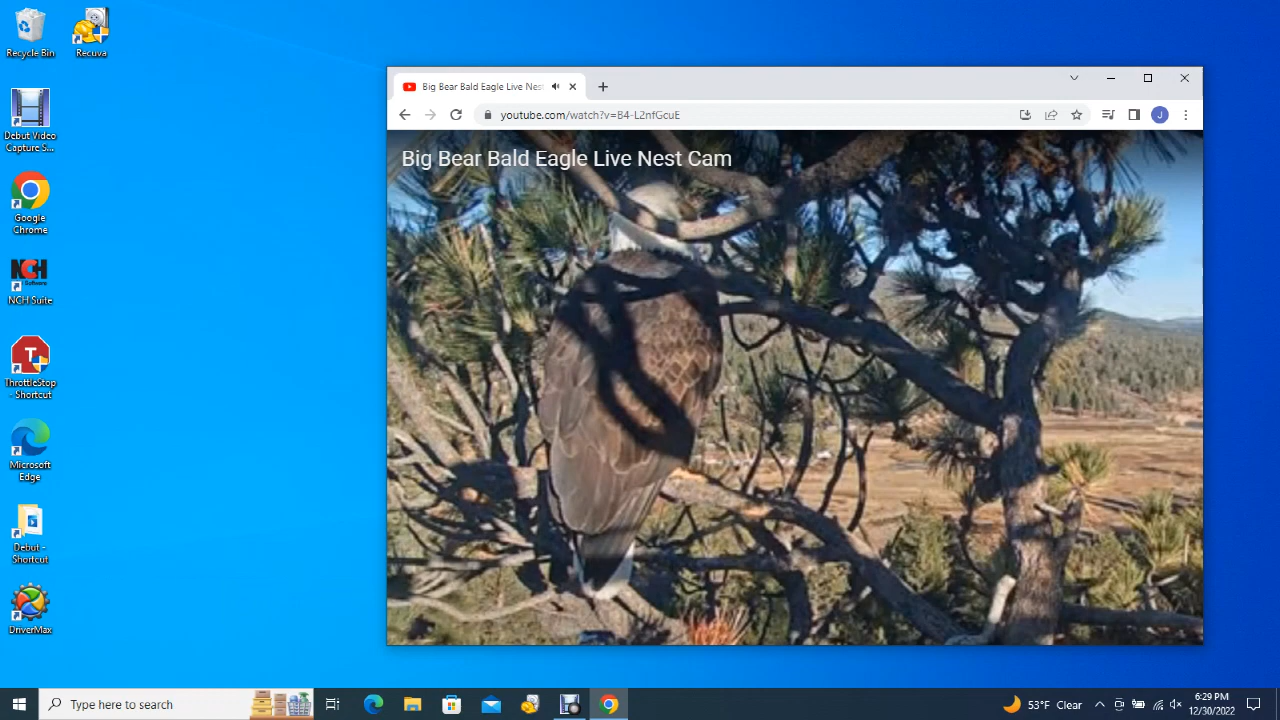 Recycle Bin
Recuva
Debut Video
Capture S...
Google
Chrome
NCH
Software
NCH Suite
T
ThrottleStop
- Shortcut
Microsoft
Edge
Debut -
Shortcut
DriverMax
Big Bear Bald Eagle Live Nest
youtube.com/watch?v=B4-L2nfGcuE
J
Big Bear Bald Eagle Live Nest Cam
Type here to search
53°F Clear
6:29 PM
12/30/2022